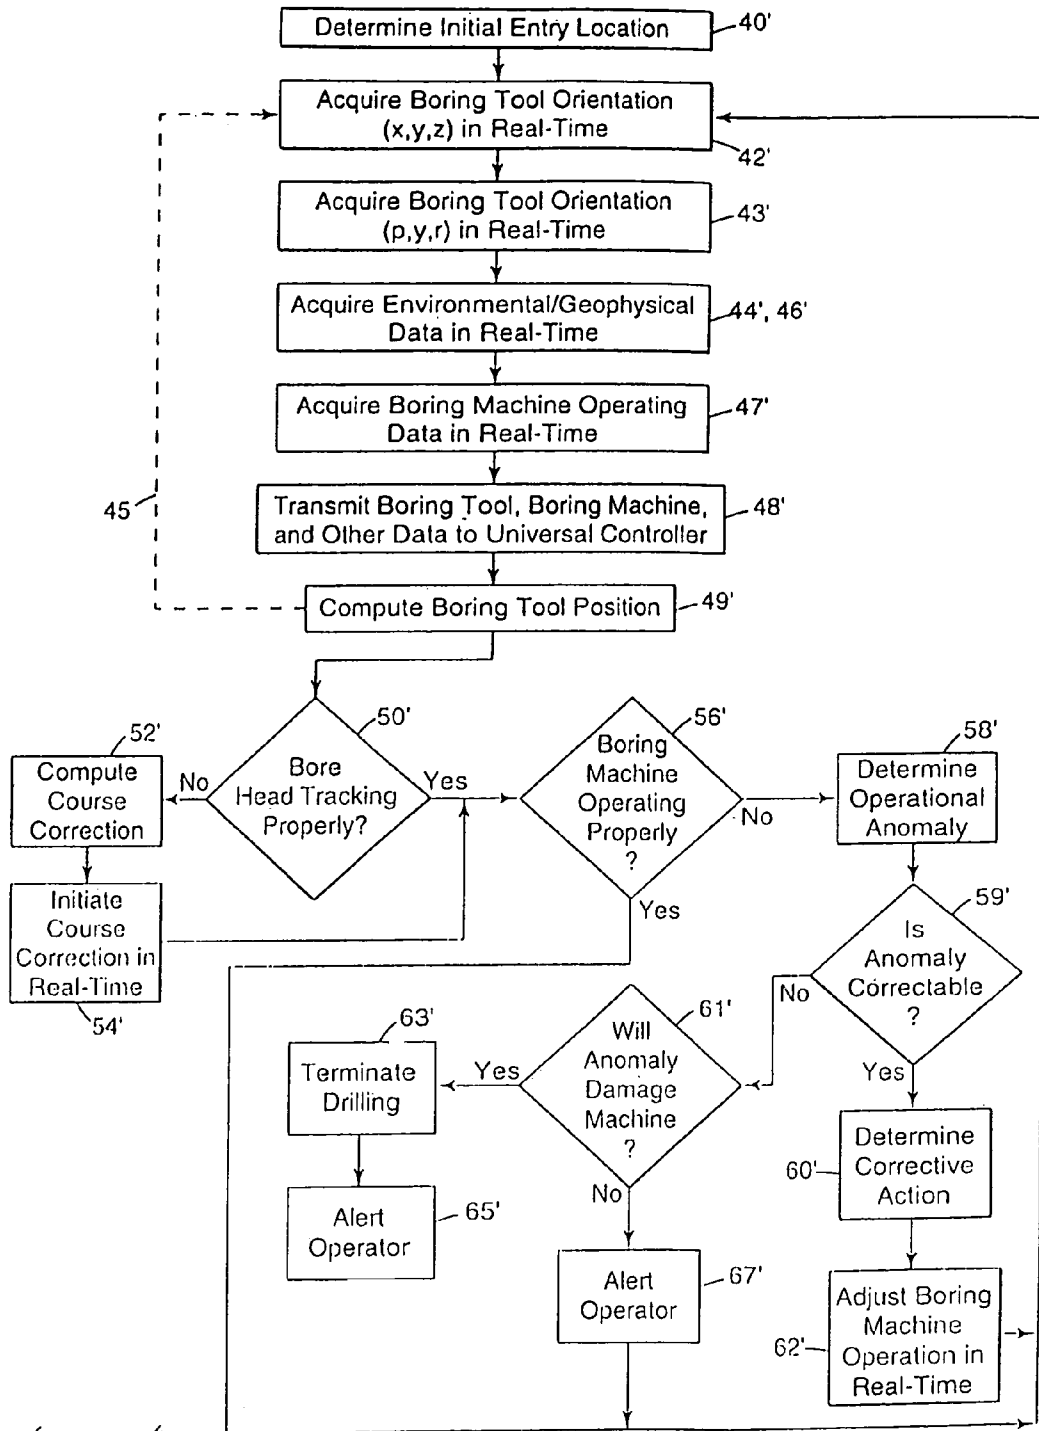 Determine Initial Entry Location
40'
Acquire Boring Tool Orientation
(x,y,z) in Real-Time
42'
Acquire Boring Tool Orientation
(p,y,r) in Real-Time
43'
Acquire Environmental/Geophysical
Data in Real-Time
44', 46'
Acquire Boring Machine Operating
Data in Real-Time
47'
45
Transmit Boring Tool, Boring Machine,
and Other Data to Universal Controller
48'
Compute Boring Tool Position
49'
50'
Bore
Head Tracking
Properly?
No
Yes
52'
Compute
Course
Correction
Initiate
Course
Correction in
Real-Time
54'
56'
Boring
Machine
Operating
Properly
?
No
Yes
58'
Determine
Operational
Anomaly
59'
Is
Anomaly
Correctable
?
No
Yes
61'
Will
Anomaly
Damage
Machine
?
Yes
No
63'
Terminate
Drilling
Alert
Operator
65'
Alert
Operator
67'
Determine
Corrective
Action
60'
Adjust Boring
Machine
Operation in
Real-Time
62'